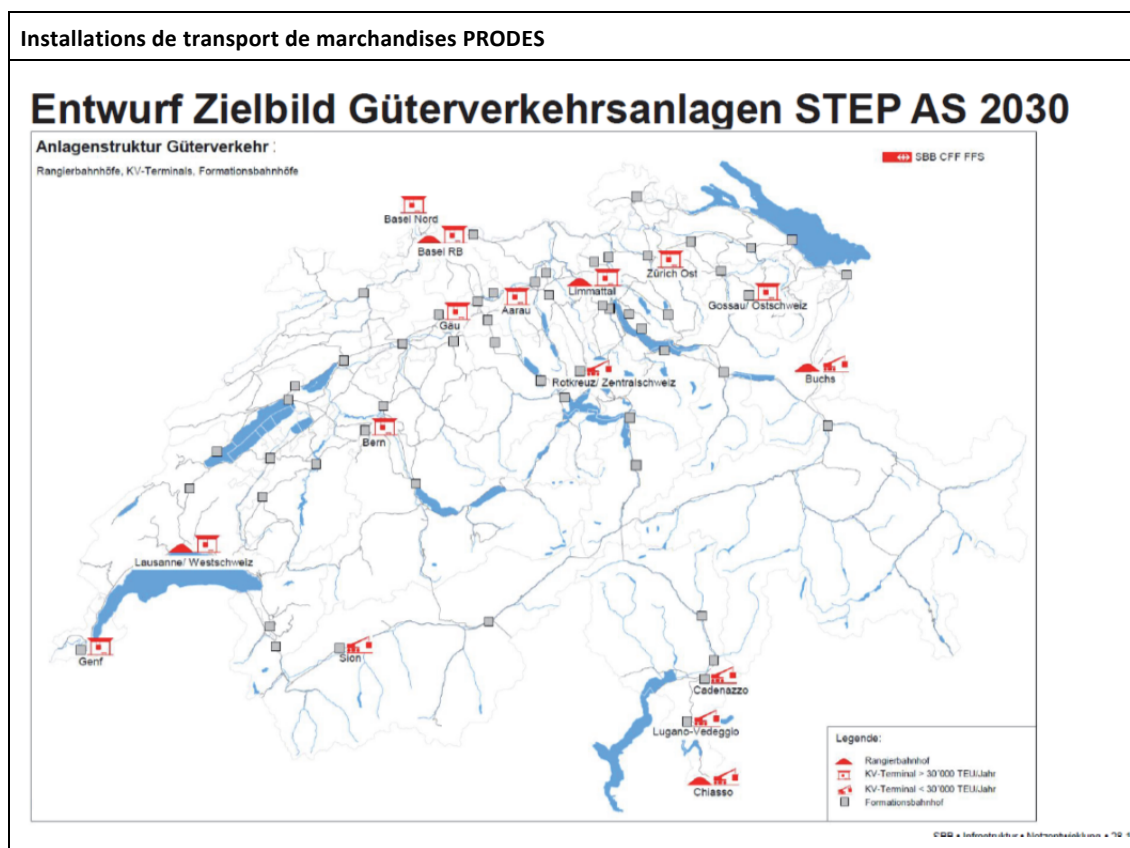 Installations de transport de marchandises PRODES
Entwurf Zielbild Güterverkehrsanlagen STEP AS 2030
Anlagenstruktur Güterverkehr :
Rangierbahnhöfe, KV-Terminals, Formationsbahnhöfe
SBB CFF FFS
Basel Nord
Basel RB
Zürich Ost
Limmattal
Gossau/ Ostschweiz
Aarau
Gäu
Buchs
Rotkreuz/ Zentralschweiz
Bern
Lausanne/ Westschweiz
Genf
Sion
Cadenazzo
Lugano-Vedeggio
Chiasso
Legende:
Rangierbahnhof
KV-Terminal > 30'000 TEU/Jahr
KV-Terminal < 30'000 TEU/Jahr
Formationsbahnhof
SBB • Infrastruktur • Netzentwicklung • 28.1